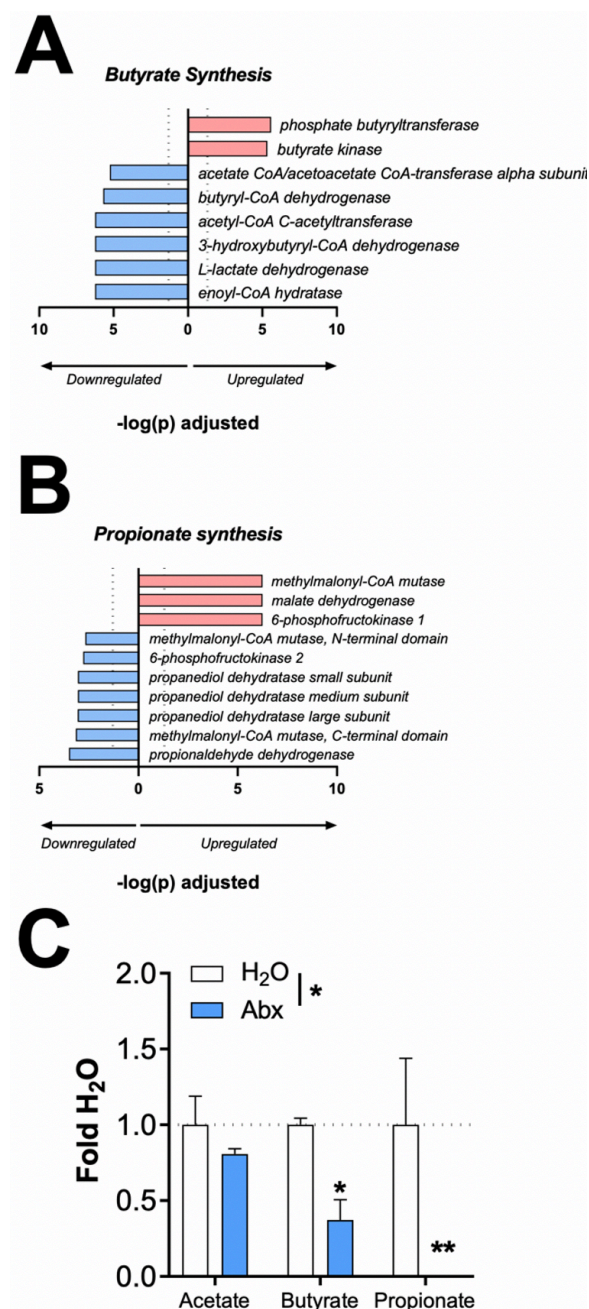 A
Butyrate Synthesis
phosphate butyryltransferase
butyrate kinase
acetate CoA/acetoacetate CoA-transferase alpha subunit
butyryl-CoA dehydrogenase
acetyl-CoA C-acetyltransferase
3-hydroxybutyryl-CoA dehydrogenase
L-lactate dehydrogenase
enoyl-CoA hydratase
10 5 0 5 10
Downregulated Upregulated
-log(p) adjusted
B
Propionate synthesis
methylmalonyl-CoA mutase
malate dehydrogenase
6-phosphofructokinase 1
methylmalonyl-CoA mutase, N-terminal domain
6-phosphofructokinase 2
propanediol dehydratase small subunit
propanediol dehydratase medium subunit
propanediol dehydratase large subunit
methylmalonyl-CoA mutase, C-terminal domain
propionaldehyde dehydrogenase
5 0 5 10
Downregulated Upregulated
-log(p) adjusted
C
Fold H₂O
2.0
1.5
1.0
0.5
0.0
H₂O
Abx
*
*
**
Acetate Butyrate Propionate